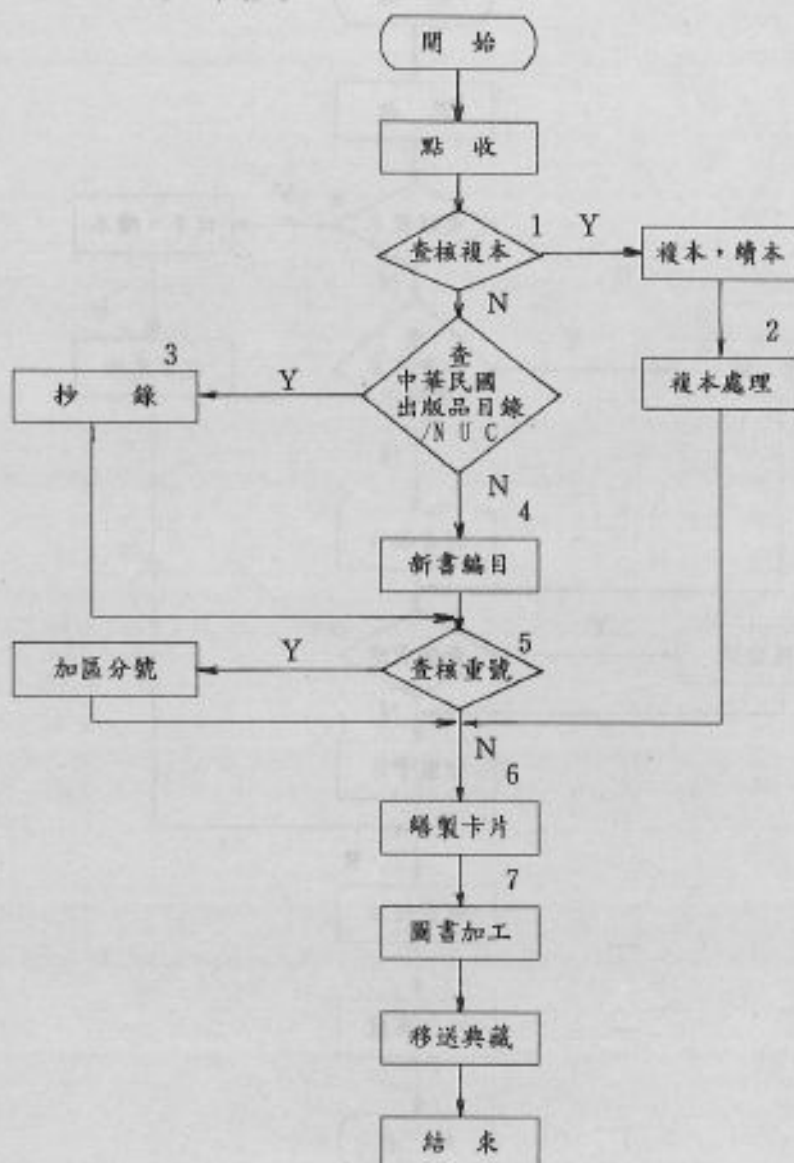 開 始
點 收
1 Y
查核複本
複本，續本
N
2
查
中華民國
出版品目錄
/N U C
3
Y
抄 錄
複本處理
N
4
新書編目
5
查核重號
Y
加區分號
N
6
繕製卡片
7
圖書加工
移送典藏
結 束